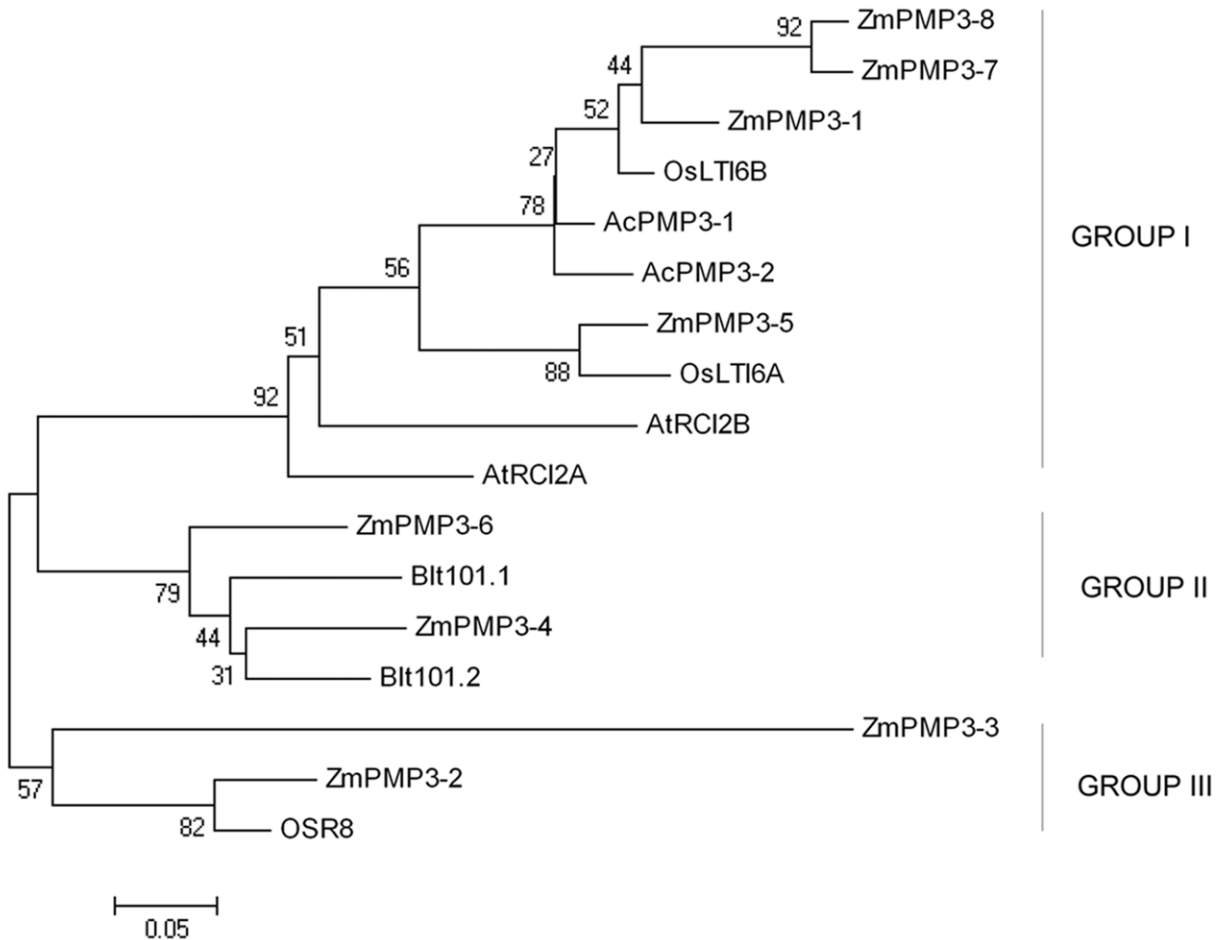 92
ZmPMP3-8
ZmPMP3-7
44
ZmPMP3-1
52
OsLTI6B
27
78
AcPMP3-1
GROUP I
AcPMP3-2
56
ZmPMP3-5
88
OsLTI6A
51
92
AtRCI2B
AtRCI2A
ZmPMP3-6
79
Blt101.1
GROUP II
44
ZmPMP3-4
31
Blt101.2
ZmPMP3-3
57
ZmPMP3-2
GROUP III
82
OSR8
0.05